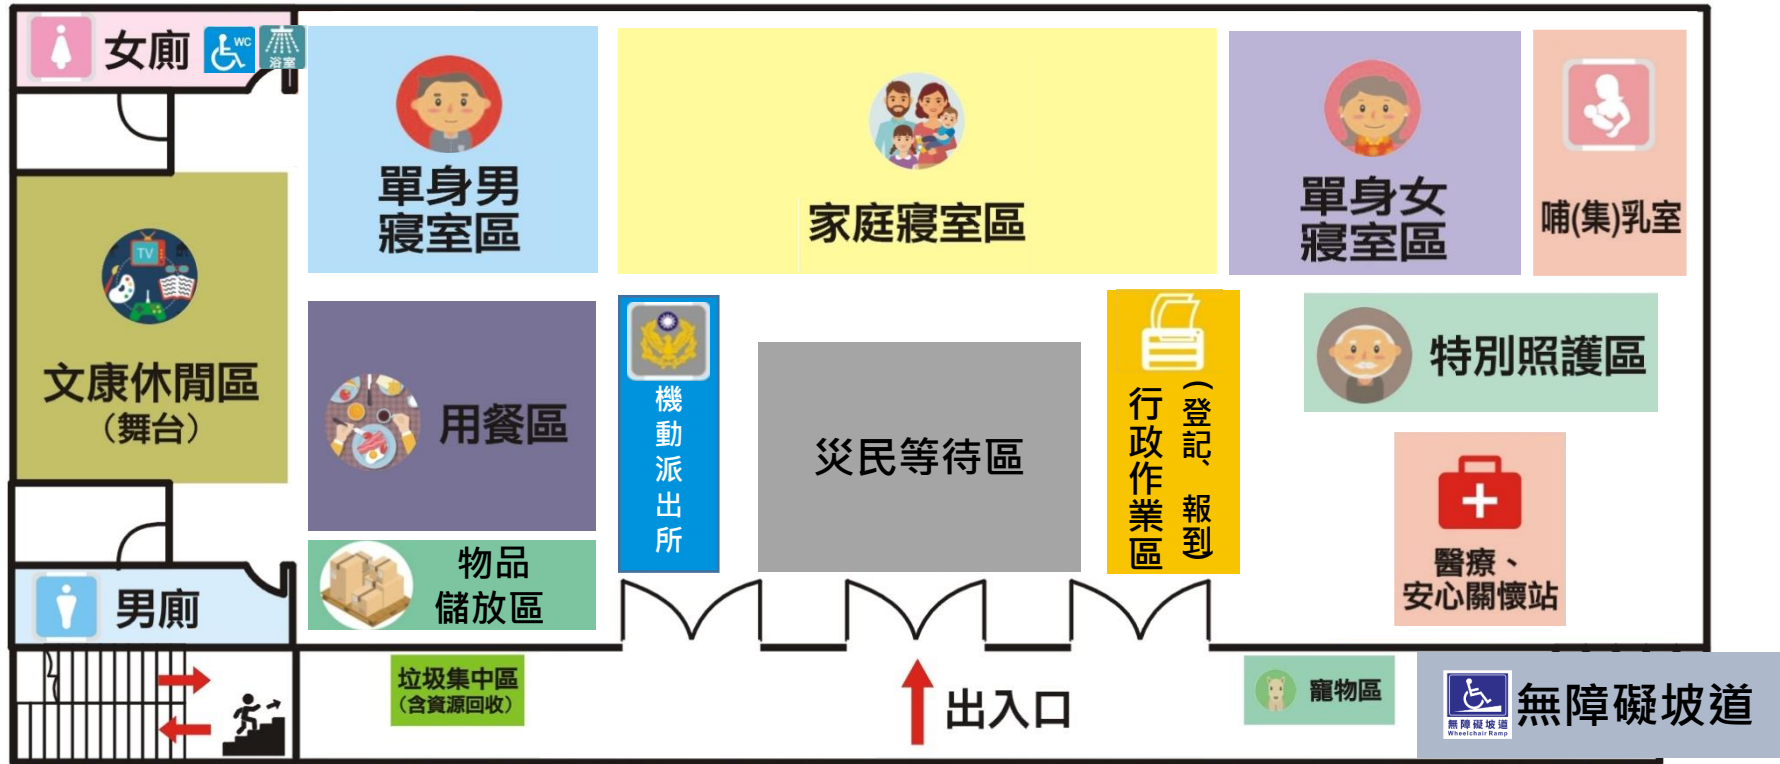 女廁
WC
浴室
單身男
寢室區
家庭寢室區
單身女
寢室區
哺(集)乳室
TV
文康休閒區
(舞台)
用餐區
機動派出所
災民等待區
行政作業區
(登記、報到)
特別照護區
醫療、
安心關懷站
物品
儲放區
男廁
垃圾集中區
(含資源回收)
出入口
寵物區
無障礙坡道
Wheelchair Ramp
無障礙坡道